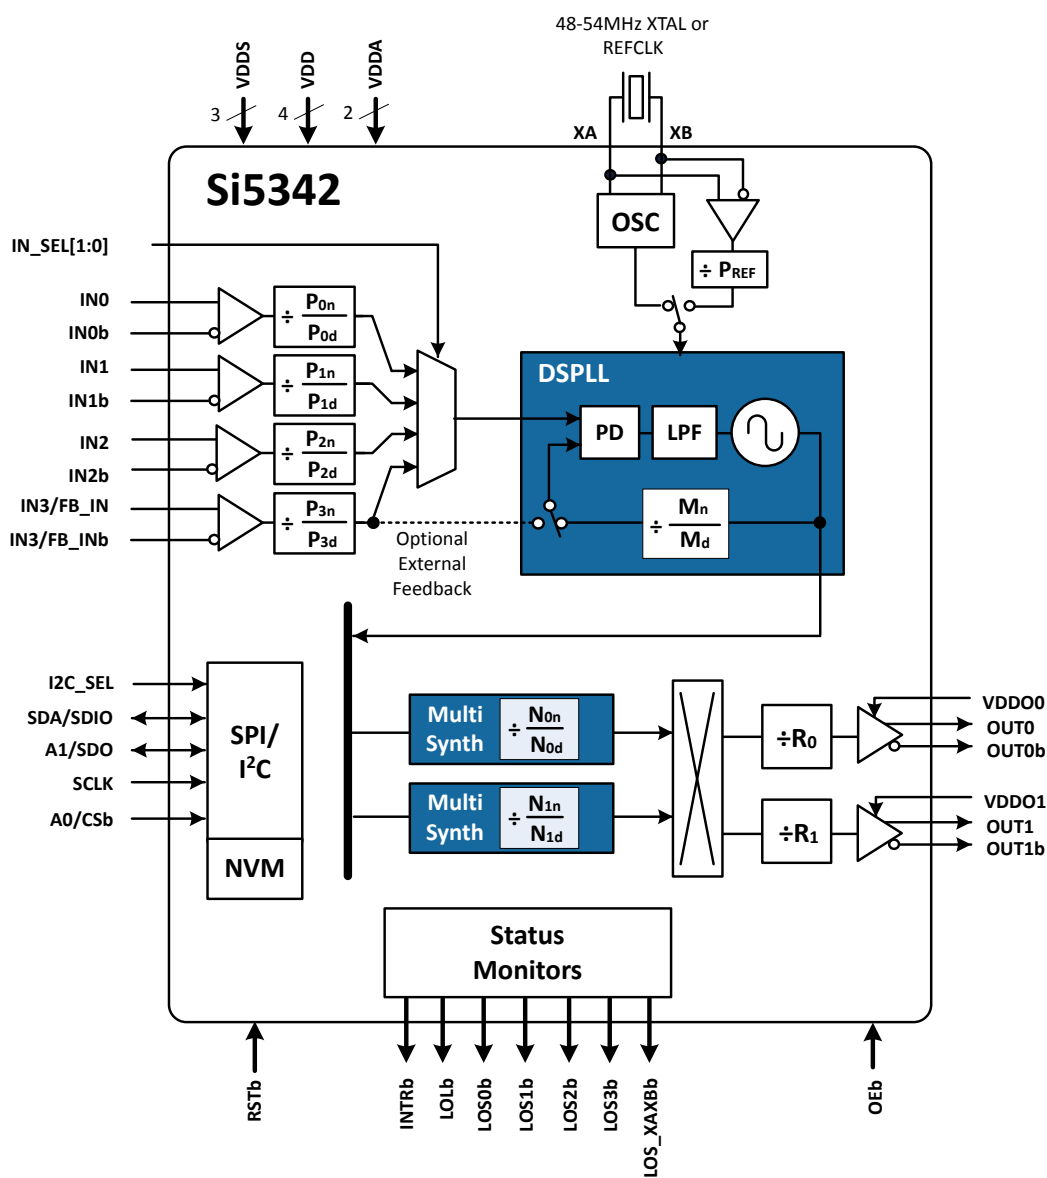 48-54MHz XTAL or
REFCLK
VDDS
VDD
VDDA
3
4
2
XA
XB
Si5342
OSC
÷ PREF
IN_SEL[1:0]
IN0
IN0b
÷ P0n
P0d
IN1
IN1b
÷ P1n
P1d
IN2
IN2b
÷ P2n
P2d
IN3/FB_IN
IN3/FB_INb
÷ P3n
P3d
DSPLL
PD
LPF
÷ Mn
Md
Optional
External
Feedback
I2C_SEL
SDA/SDIO
A1/SDO
SCLK
A0/CSb
SPI/
I²C
NVM
Multi
Synth
÷ N0n
N0d
Multi
Synth
÷ N1n
N1d
÷R0
÷R1
VDDO0
OUT0
OUT0b
VDDO1
OUT1
OUT1b
Status
Monitors
RSTb
INTRb
LOLb
LOS0b
LOS1b
LOS2b
LOS3b
LOS_XAXBb
OEb